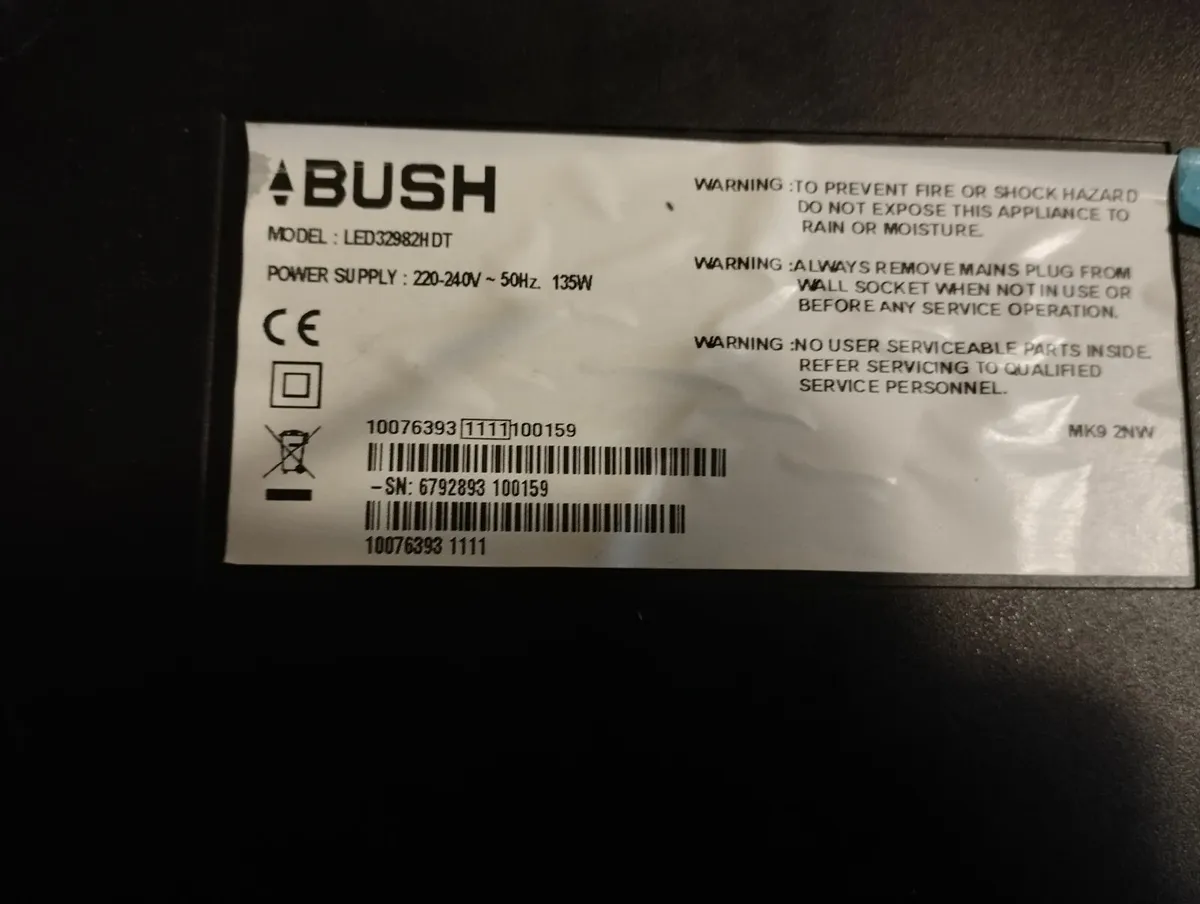 BUSH
MODEL : LED32982HDT
POWER SUPPLY : 220-240V ~ 50Hz. 135W
CE
10076393 1111 100159
-SN: 6792893 100159
10076393 1111
WARNING :TO PREVENT FIRE OR SHOCK HAZARD
DO NOT EXPOSE THIS APPLIANCE TO
RAIN OR MOISTURE.
WARNING :ALWAYS REMOVE MAINS PLUG FROM
WALL SOCKET WHEN NOT IN USE OR
BEFORE ANY SERVICE OPERATION.
WARNING :NO USER SERVICEABLE PARTS INSIDE.
REFER SERVICING TO QUALIFIED
SERVICE PERSONNEL.
MK9 2NW